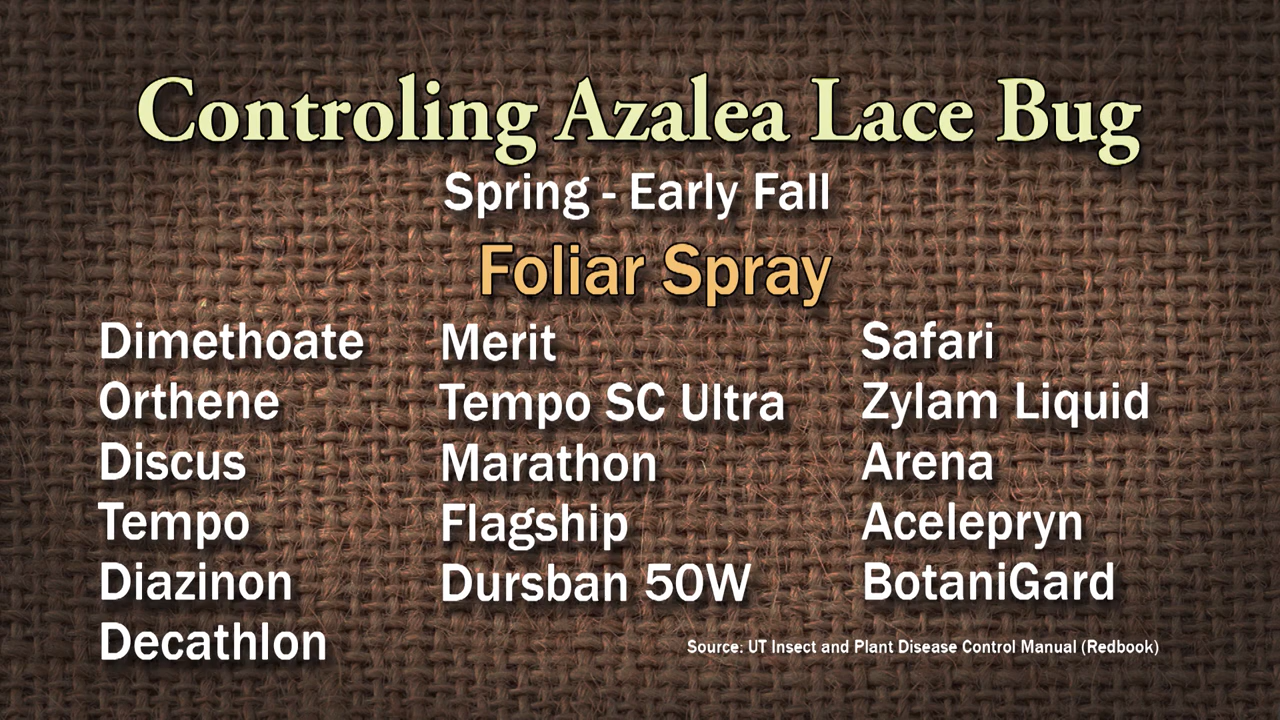 Controling Azalea Lace Bug
Spring - Early Fall
Foliar Spray
Dimethoate
Orthene
Discus
Tempo
Diazinon
Decathlon
Merit
Tempo SC Ultra
Marathon
Flagship
Dursban 50W
Safari
Zylam Liquid
Arena
Acelepryn
BotaniGard
Source: UT Insect and Plant Disease Control Manual (Redbook)